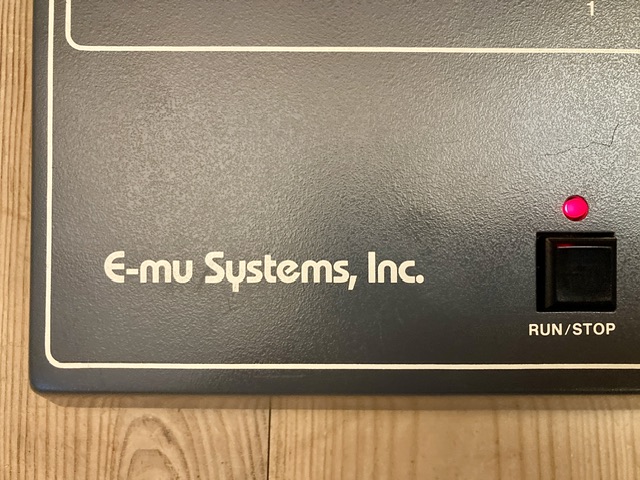 1
E-mu Systems, Inc.
RUN/STOP